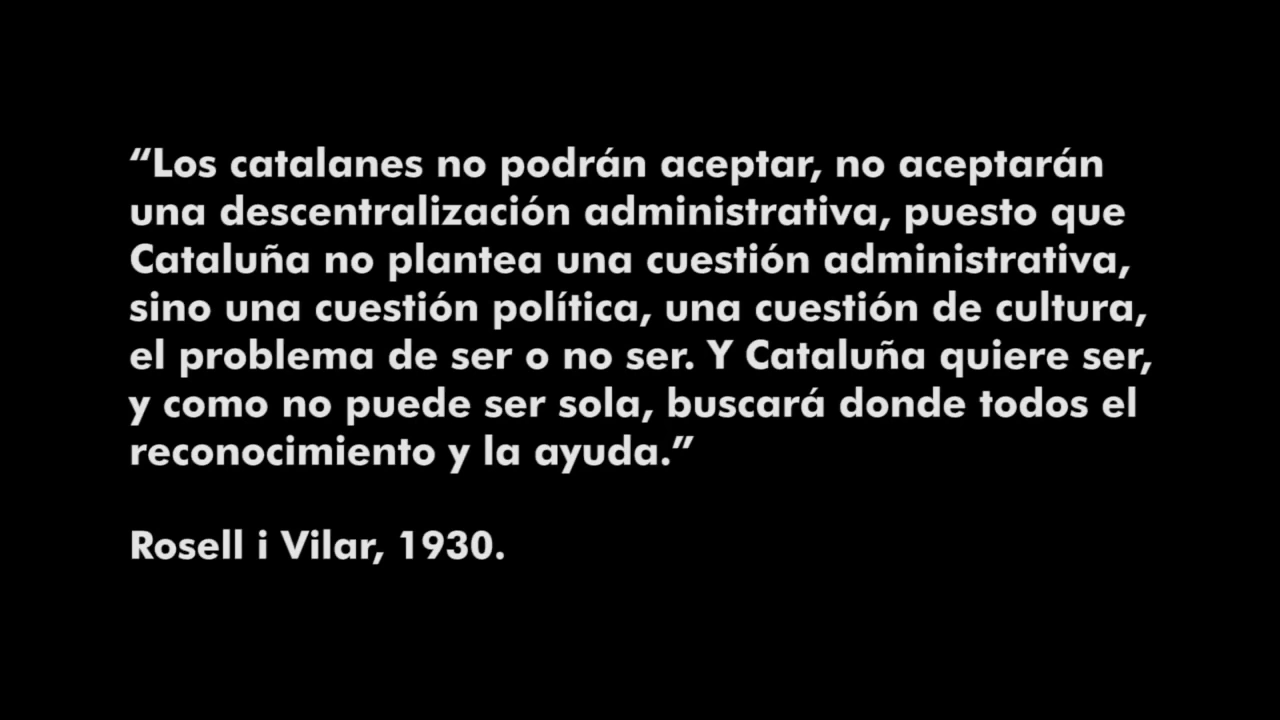 “Los catalanes no podrán aceptar, no aceptarán
una descentralización administrativa, puesto que
Cataluña no plantea una cuestión administrativa,
sino una cuestión política, una cuestión de cultura,
el problema de ser o no ser. Y Cataluña quiere ser,
y como no puede ser sola, buscará donde todos el
reconocimiento y la ayuda.”
Rosell i Vilar, 1930.